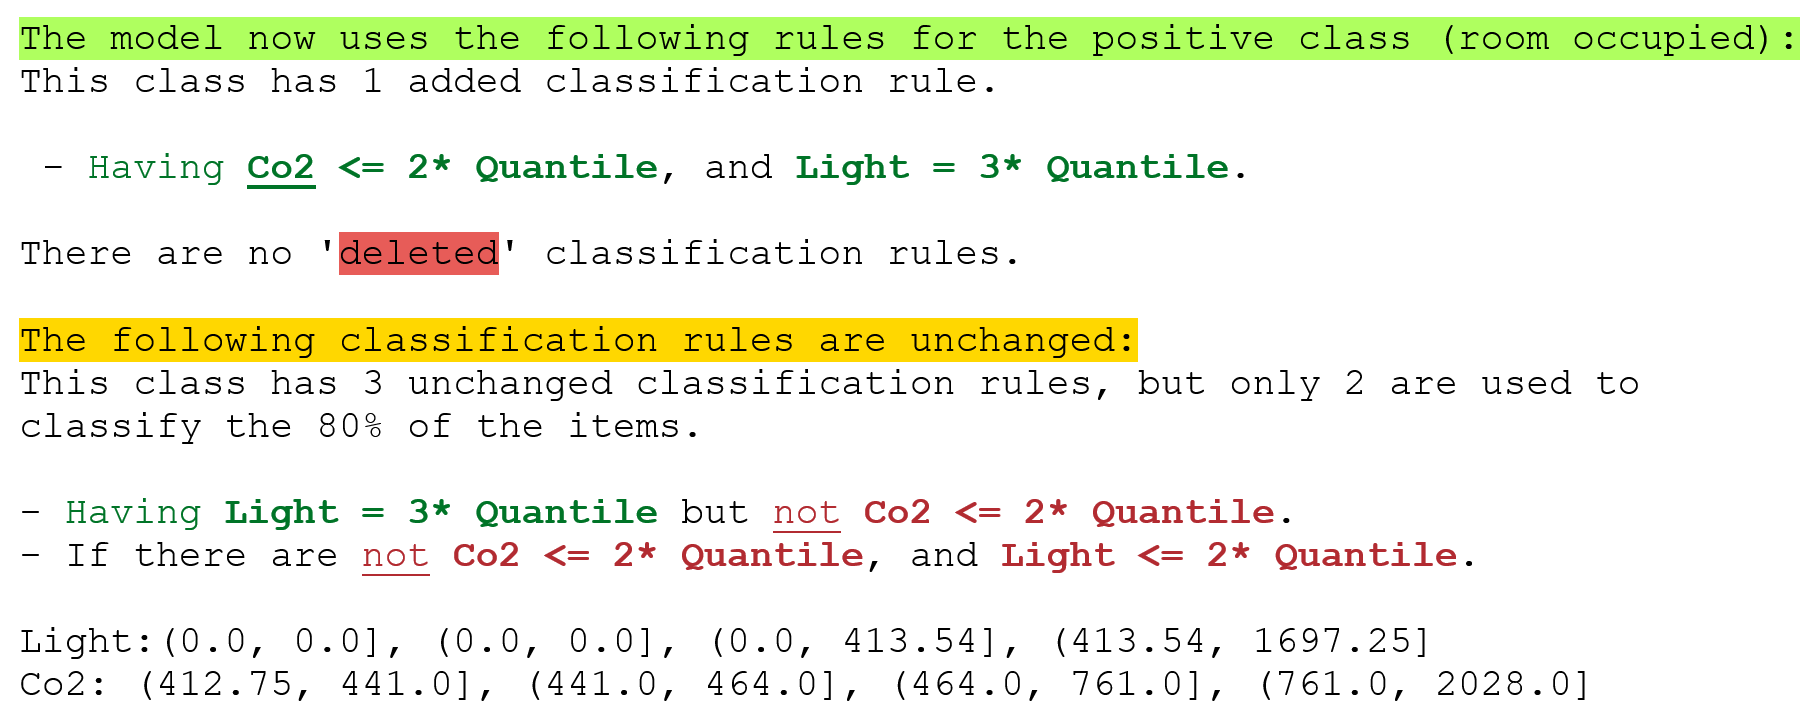 The model now uses the following rules for the positive class (room occupied):
This class has 1 added classification rule.
- Having Co2 <= 2* Quantile, and Light = 3* Quantile.
There are no 'deleted' classification rules.
The following classification rules are unchanged:
This class has 3 unchanged classification rules, but only 2 are used to
classify the 80% of the items.
- Having Light = 3* Quantile but not Co2 <= 2* Quantile.
- If there are not Co2 <= 2* Quantile, and Light <= 2* Quantile.
Light:(0.0, 0.0], (0.0, 0.0], (0.0, 413.54], (413.54, 1697.25]
Co2: (412.75, 441.0], (441.0, 464.0], (464.0, 761.0], (761.0, 2028.0]